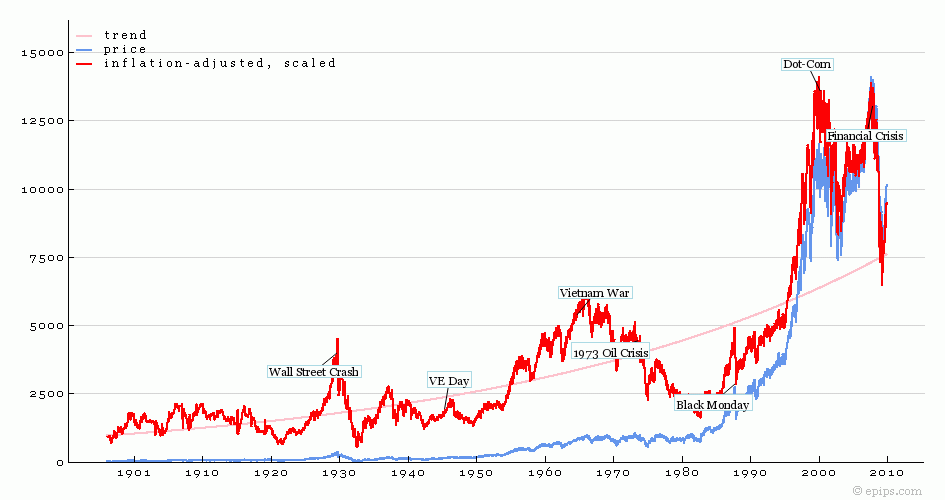 trend
price
inflation-adjusted, scaled
15000
12500
10000
7500
5000
2500
0
Dot-Com
Financial Crisis
Vietnam War
1973 Oil Crisis
Wall Street Crash
VE Day
Black Monday
1901 1910 1920 1930 1940 1950 1960 1970 1980 1990 2000 2010
© epips.com